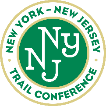 NEW YORK - NEW JERSEY
NY
NJ
TRAIL CONFERENCE